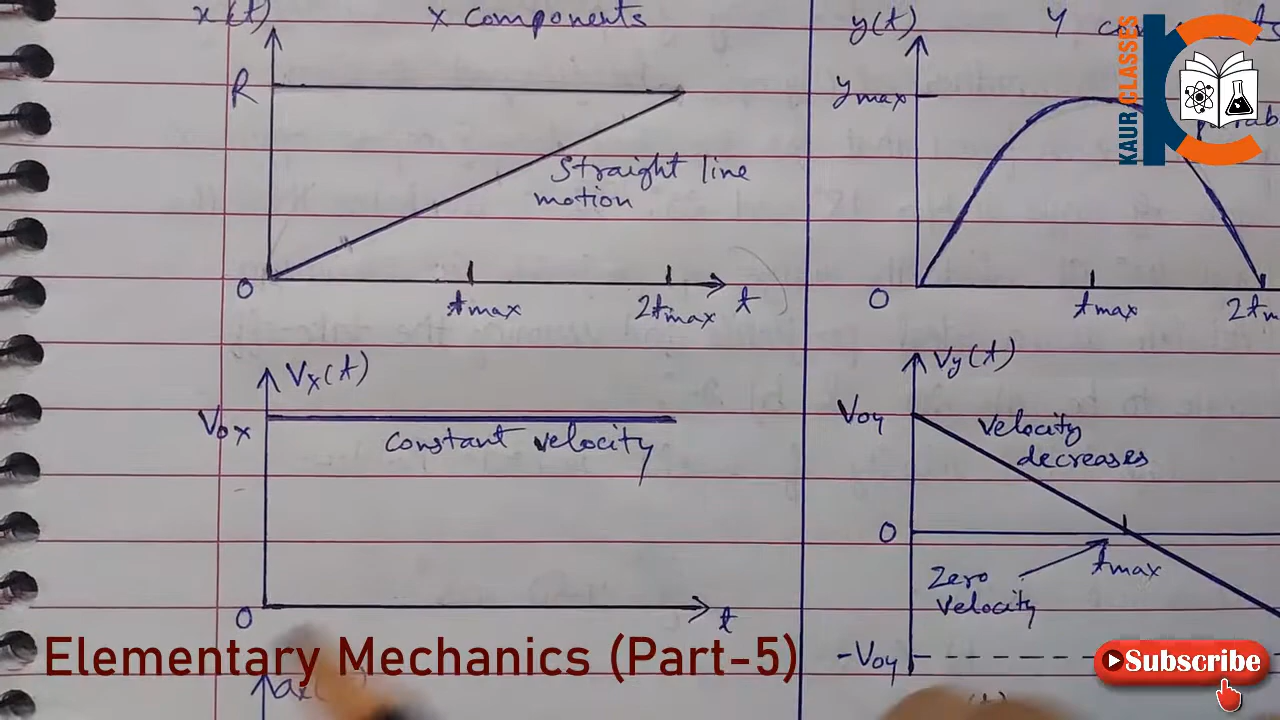 x(t)
X components
R
Straight line
motion
0
tmax
2tmax
t
Vx(t)
Vox
Constant velocity
0
t
y(t)
Y
ymax
0
tmax
Vy(t)
Voy
Velocity
decreases
0
Zero
velocity
tmax
-Voy
KAUR CLASSES
Elementary Mechanics (Part-5)
Subscribe